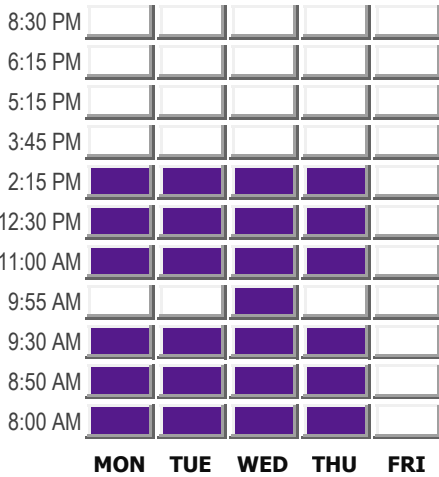 8:30 PM
6:15 PM
5:15 PM
3:45 PM
2:15 PM
12:30 PM
11:00 AM
9:55 AM
9:30 AM
8:50 AM
8:00 AM
MON TUE WED THU FRI